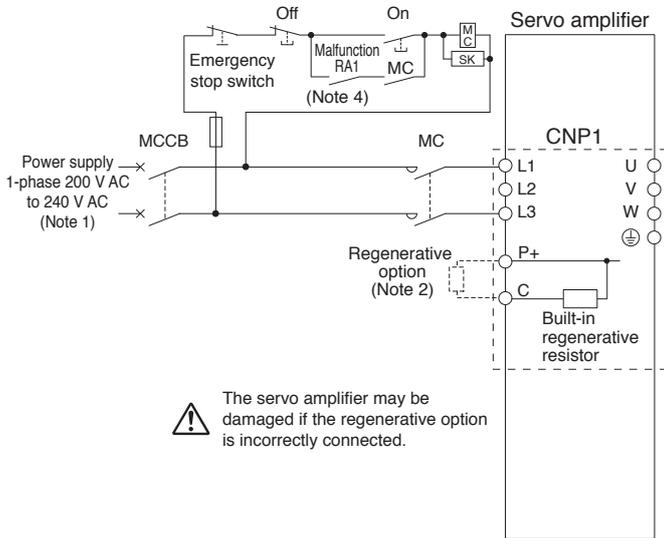 Off
On
Servo amplifier
Emergency
stop switch
Malfunction
RA1
MC
(Note 4)
M
C
SK
MCCB
MC
CNP1
Power supply
1-phase 200 V AC
to 240 V AC
(Note 1)
L1
L2
L3
U
V
W
Regenerative
option
(Note 2)
P+
C
Built-in
regenerative
resistor
The servo amplifier may be
damaged if the regenerative option
is incorrectly connected.